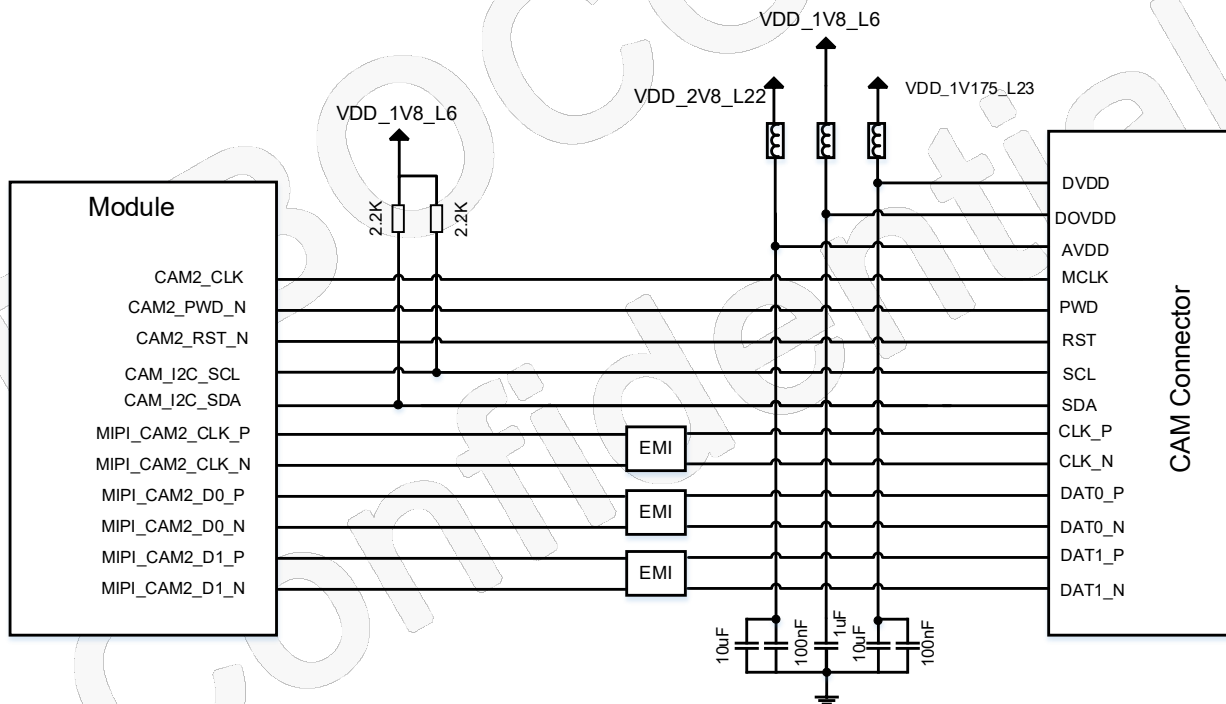 VDD_1V8_L6
VDD_2V8_L22
VDD_1V175_L23
VDD_1V8_L6
2.2K
2.2K
Module
CAM2_CLK
CAM2_PWD_N
CAM2_RST_N
CAM_I2C_SCL
CAM_I2C_SDA
MIPI_CAM2_CLK_P
MIPI_CAM2_CLK_N
MIPI_CAM2_D0_P
MIPI_CAM2_D0_N
MIPI_CAM2_D1_P
MIPI_CAM2_D1_N
EMI
EMI
EMI
DVDD
DOVDD
AVDD
MCLK
PWD
RST
SCL
SDA
CLK_P
CLK_N
DAT0_P
DAT0_N
DAT1_P
DAT1_N
CAM Connector
10uF
100nF
1uF
10uF
100nF
Confidential